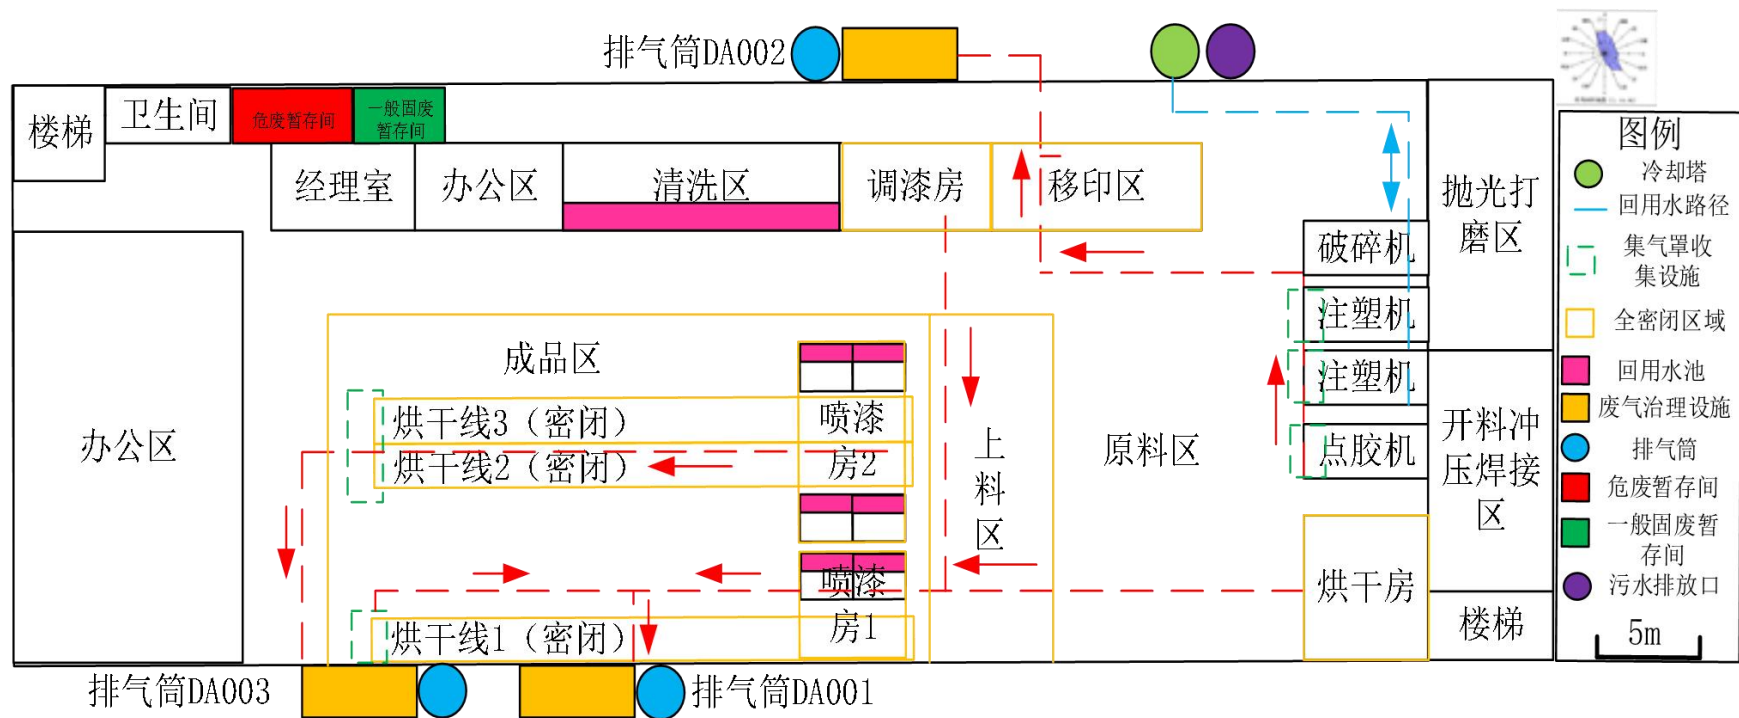 排气筒DA002
楼梯
卫生间
危废暂存间
一般固废
暂存间
经理室
办公区
清洗区
调漆房
移印区
抛光打
磨区
破碎机
注塑机
注塑机
点胶机
开料冲
压焊接
区
烘干房
楼梯
办公区
成品区
烘干线3（密闭）
烘干线2（密闭）
喷漆
房2
上
料
区
原料区
喷漆
房1
烘干线1（密闭）
排气筒DA003
排气筒DA001
图例
冷却塔
回用水路径
集气罩收
集设施
全密闭区域
回用水池
废气治理设施
排气筒
危废暂存间
一般固废暂
存间
污水排放口
5m